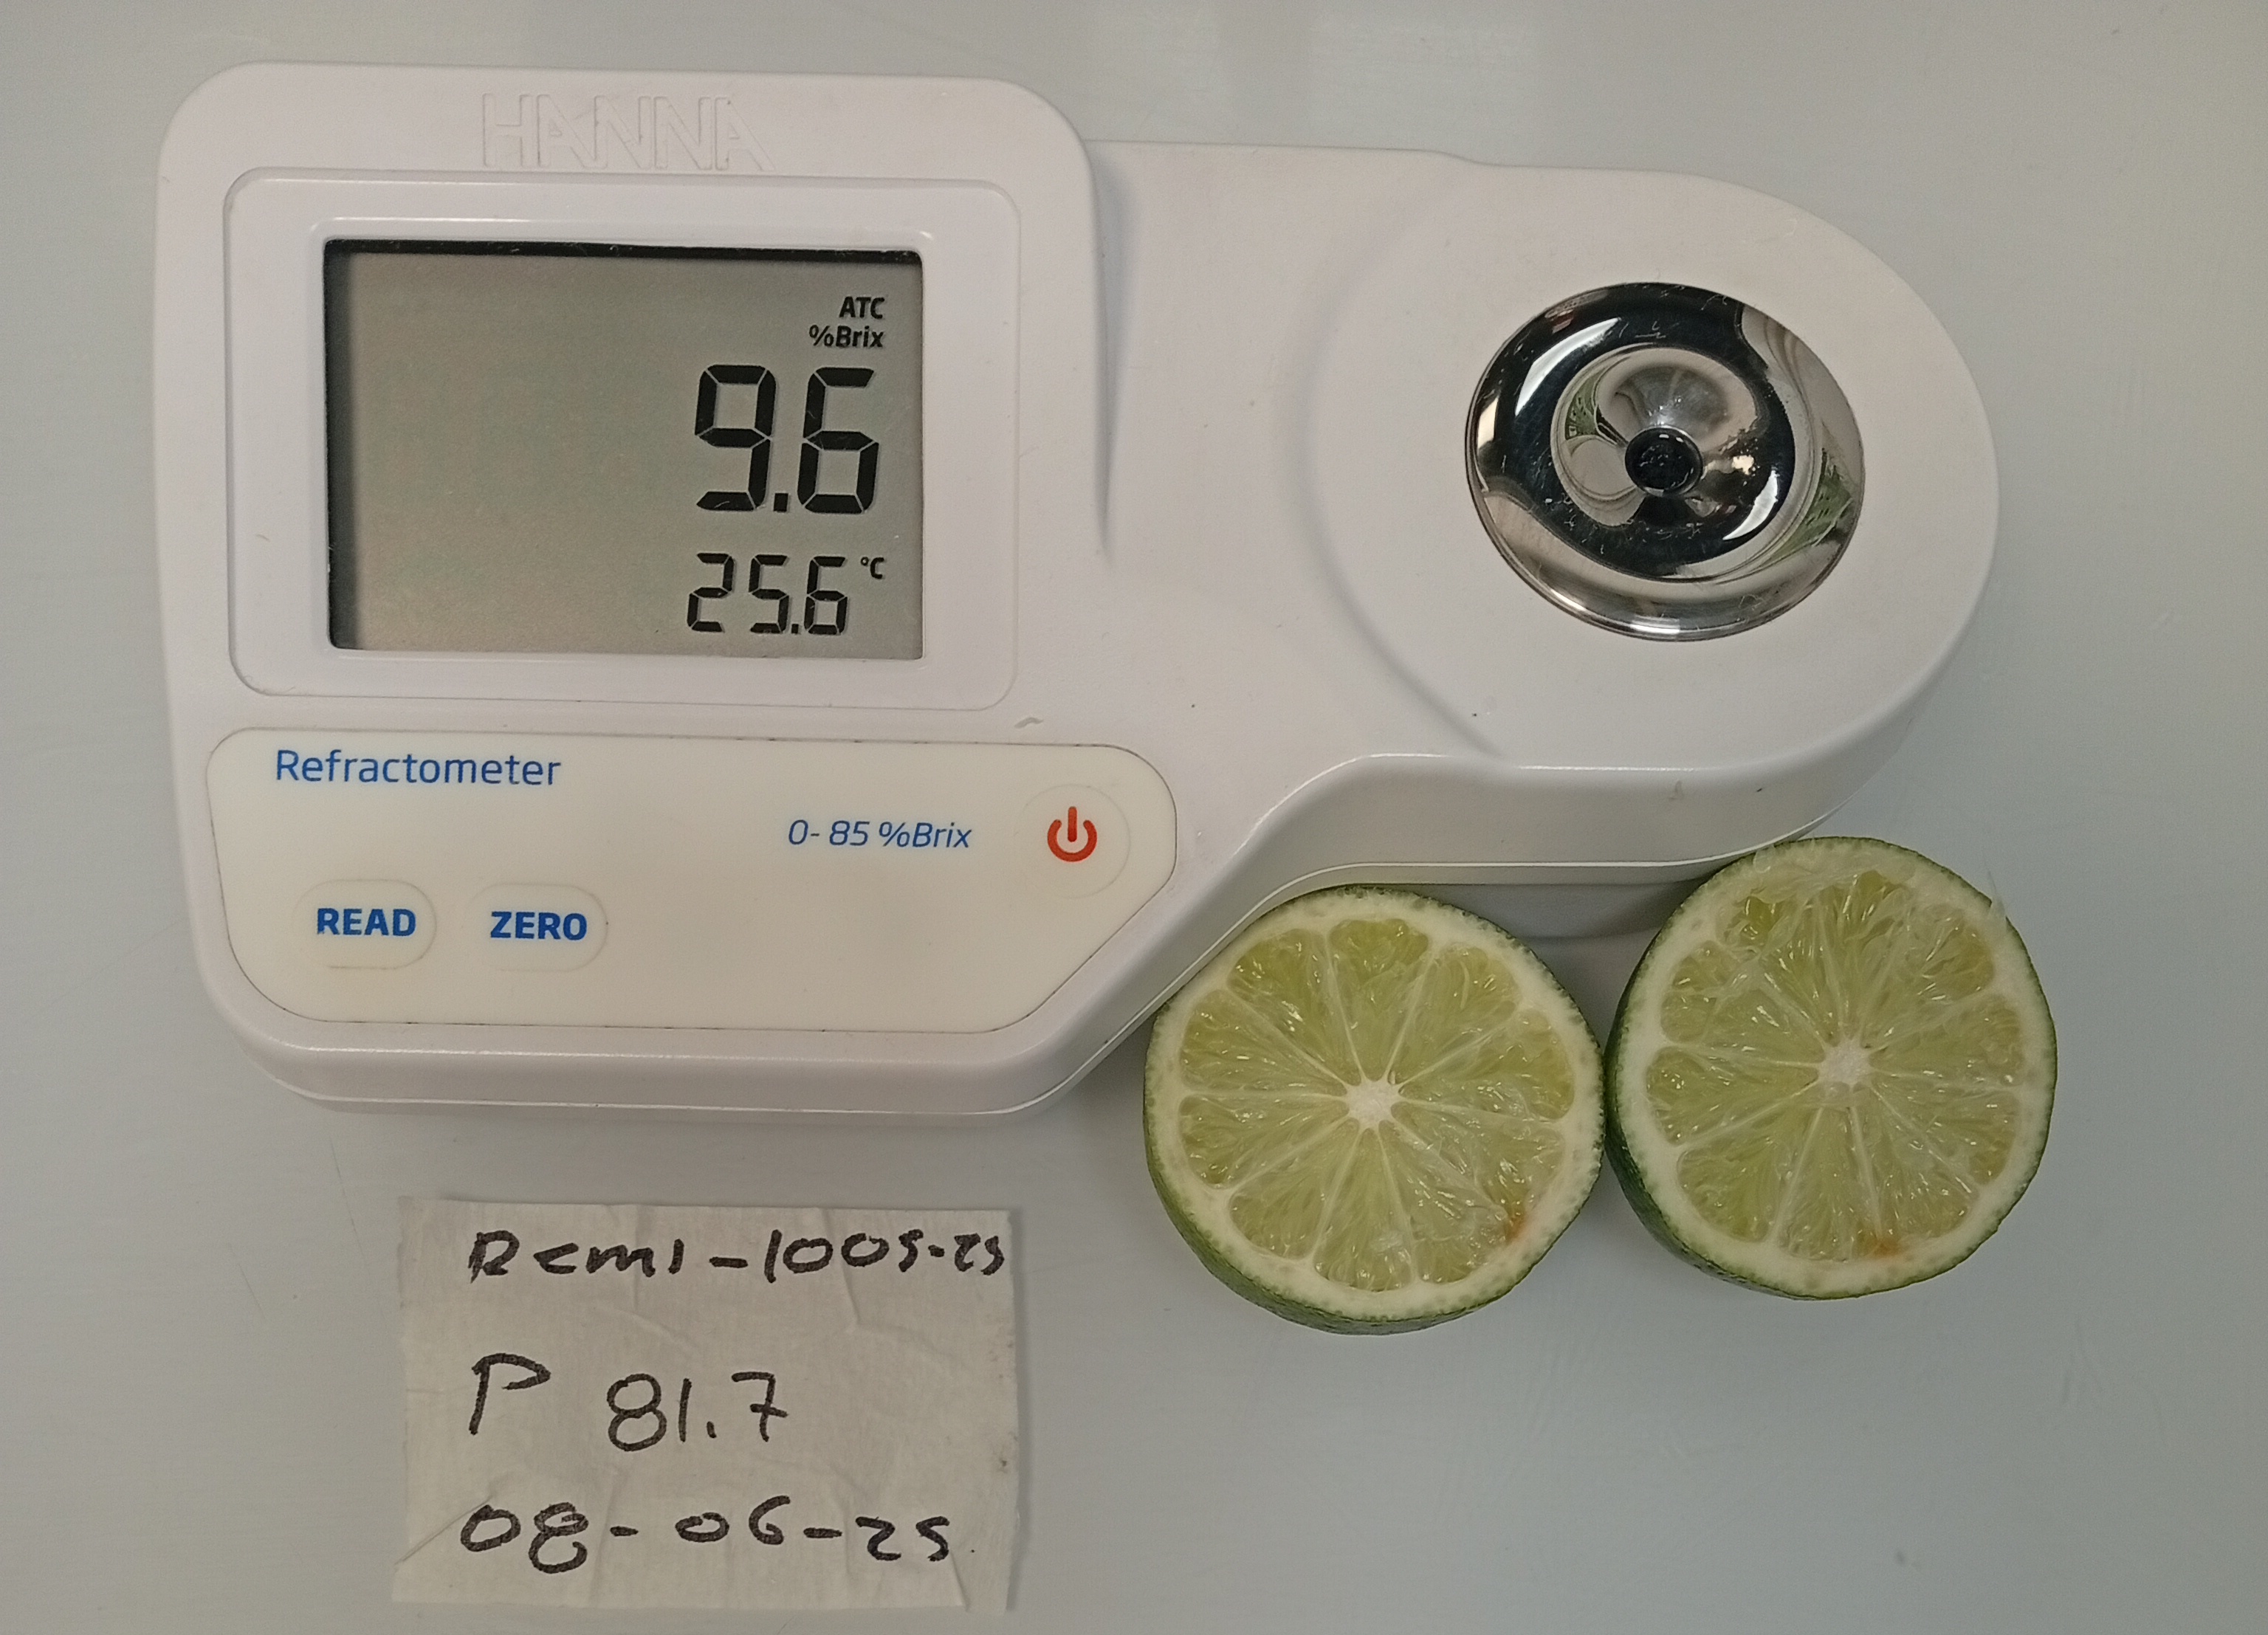 HANNA
ATC
%Brix
9.6
25.6 °C
Refractometer
0- 85 %Brix
READ ZERO
Remi-1005-25
P 81.7
08-06-25